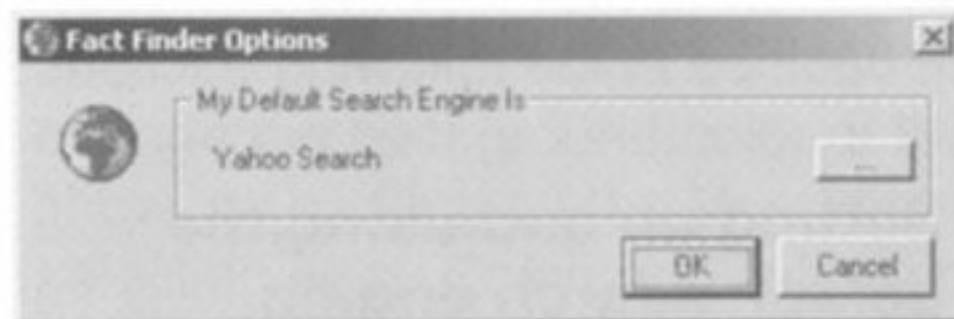 Fact Finder Options
My Default Search Engine Is
Yahoo Search
...
OK
Cancel